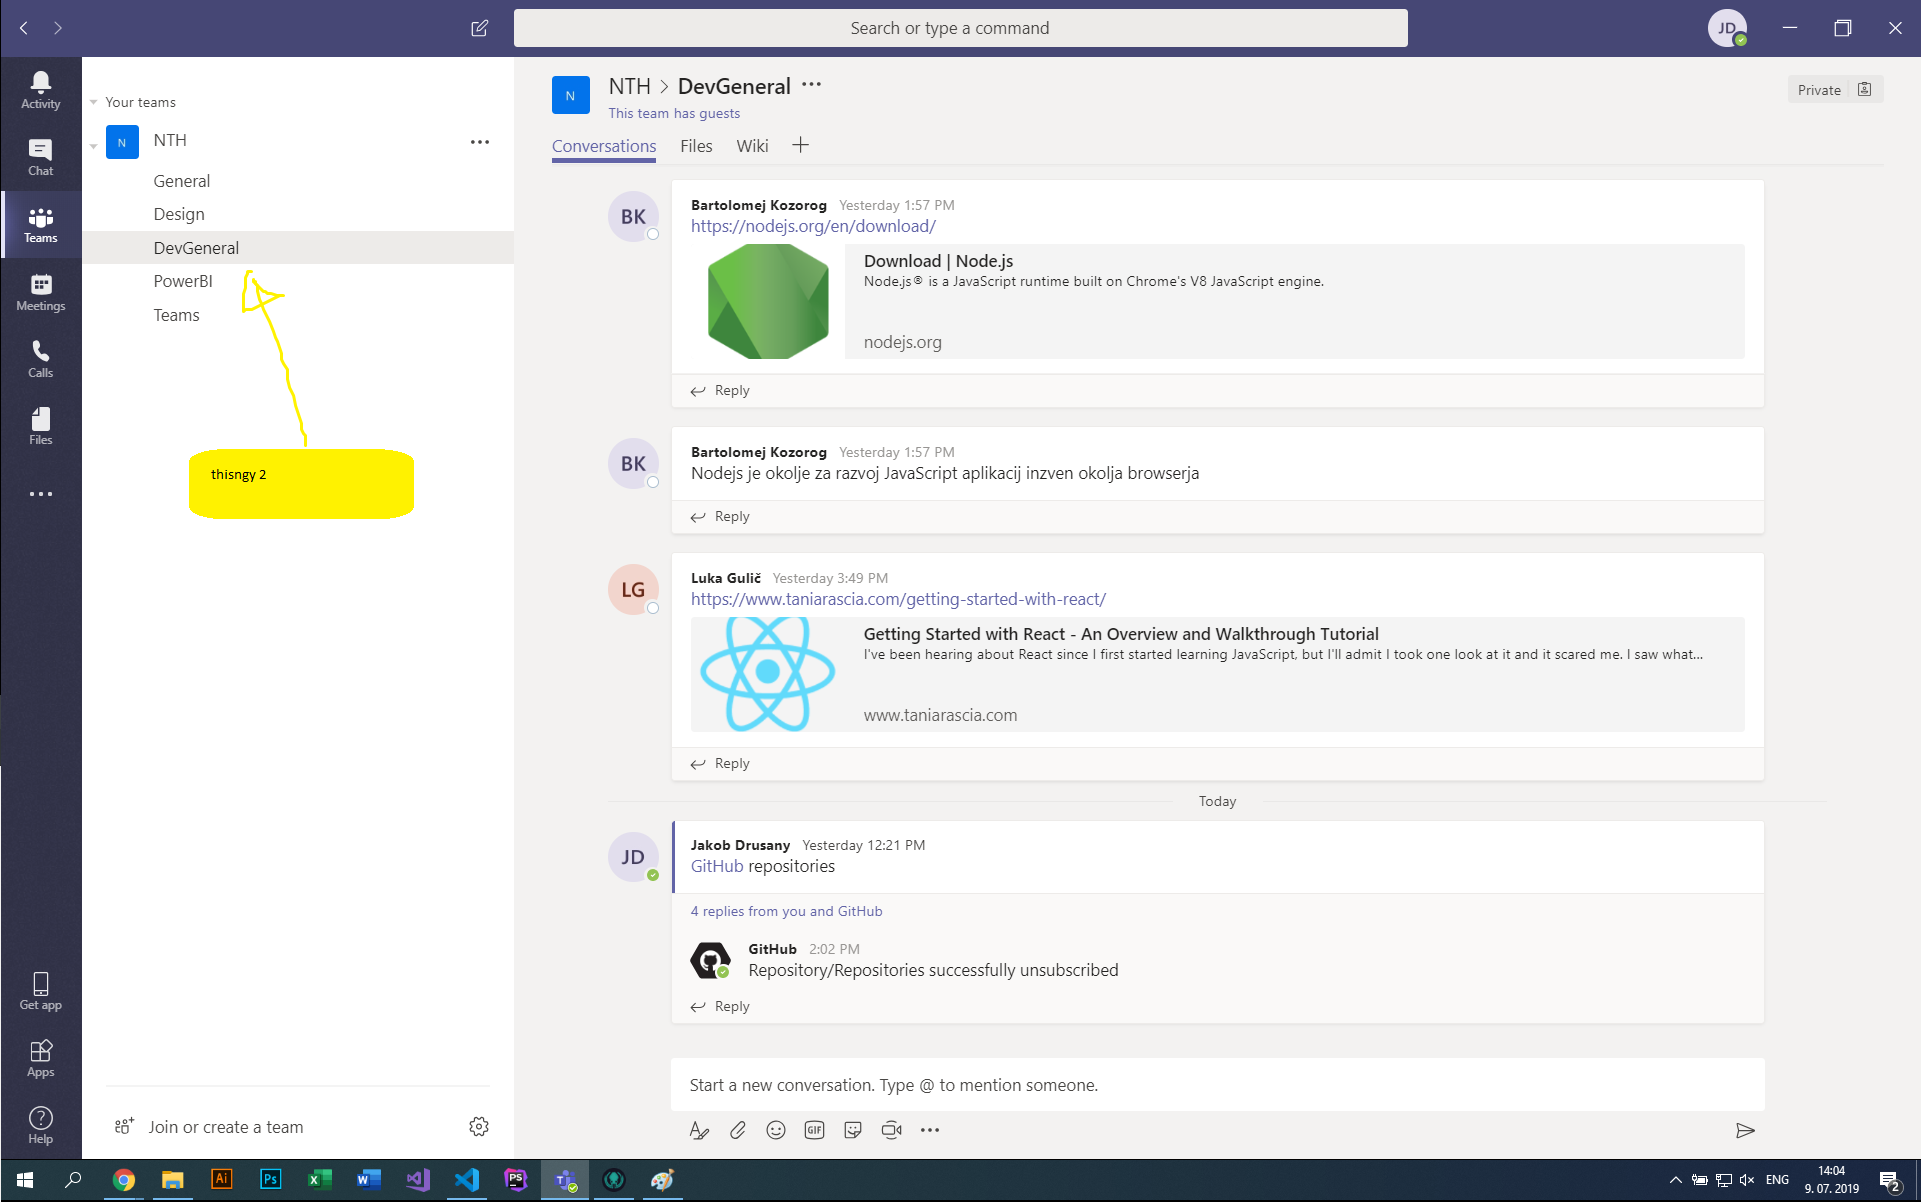 Search or type a command
JD
Activity
Chat
Teams
Meetings
Calls
Files
Get app
Apps
Help
Your teams
N NTH
General
Design
DevGeneral
PowerBI
Teams
thisngy 2
Join or create a team
N
NTH > DevGeneral
This team has guests
Private
Conversations Files Wiki
BK
Bartolomej Kozorog Yesterday 1:57 PM
https://nodejs.org/en/download/
Download | Node.js
Node.js® is a JavaScript runtime built on Chrome's V8 JavaScript engine.
nodejs.org
Reply
BK
Bartolomej Kozorog Yesterday 1:57 PM
Nodejs je okolje za razvoj JavaScript aplikacij inzven okolja browserja
Reply
LG
Luka Gulič Yesterday 3:49 PM
https://www.taniarascia.com/getting-started-with-react/
Getting Started with React - An Overview and Walkthrough Tutorial
I've been hearing about React since I first started learning JavaScript, but I'll admit I took one look at it and it scared me. I saw what...
www.taniarascia.com
Reply
Today
JD
Jakob Drusany Yesterday 12:21 PM
GitHub repositories
4 replies from you and GitHub
GitHub 2:02 PM
Repository/Repositories successfully unsubscribed
Reply
Start a new conversation. Type @ to mention someone.
GIF
Ai
Ps
PS
ENG
14:04
9. 07. 2019
2